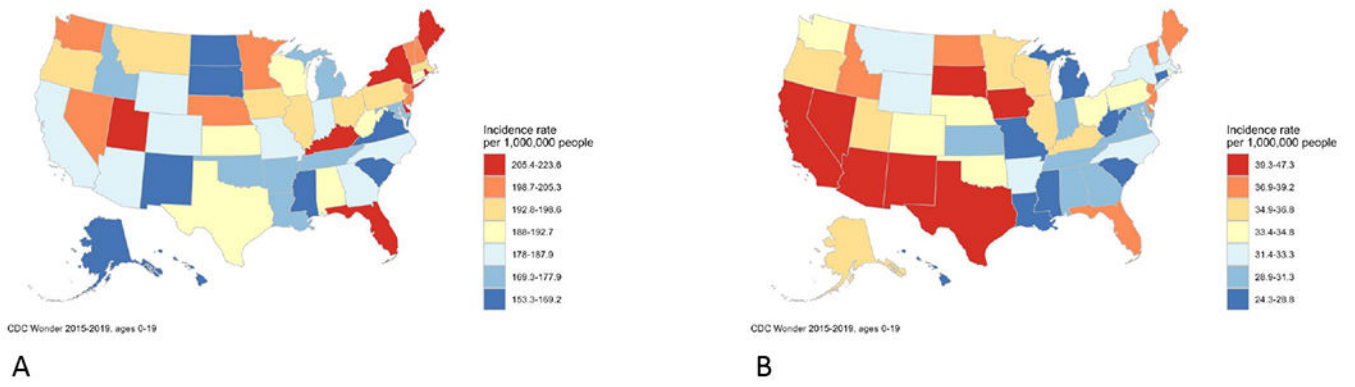 Incidence rate
per 1,000,000 people
205.4-223.6
198.7-205.3
192.8-198.6
188-192.7
178-187.9
169.3-177.9
153.3-169.2
CDC Wonder 2015-2019, ages 0-19
A
Incidence rate
per 1,000,000 people
39.3-47.3
36.9-39.2
34.9-36.8
33.4-34.8
31.4-33.3
28.9-31.3
24.3-28.8
CDC Wonder 2015-2019, ages 0-19
B